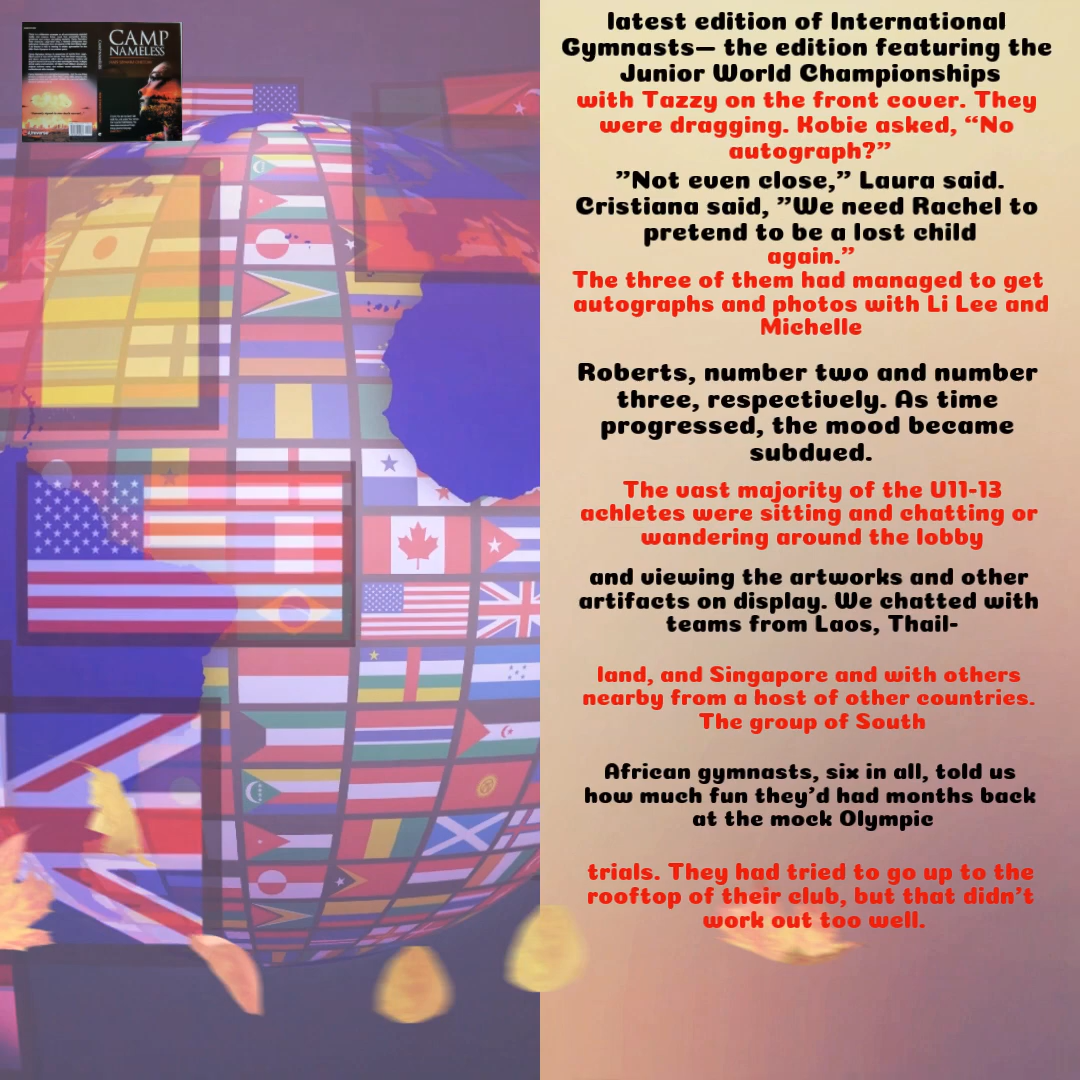 CAMP
NAMELESS
latest edition of International
Gymnasts— the edition featuring the
Junior World Championships
with Tazzy on the front cover. They
were dragging. Kobie asked, “No
autograph?”
”Not even close,” Laura said.
Cristiana said, ”We need Rachel to
pretend to be a lost child
again.”
The three of them had managed to get
autographs and photos with Li Lee and
Michelle
Roberts, number two and number
three, respectively. As time
progressed, the mood became
subdued.
The vast majority of the U11-13
achletes were sitting and chatting or
wandering around the lobby
and viewing the artworks and other
artifacts on display. We chatted with
teams from Laos, Thail-
land, and Singapore and with others
nearby from a host of other countries.
The group of South
African gymnasts, six in all, told us
how much fun they’d had months back
at the mock Olympic
trials. They had tried to go up to the
rooftop of their club, but that didn’t
work out too well.